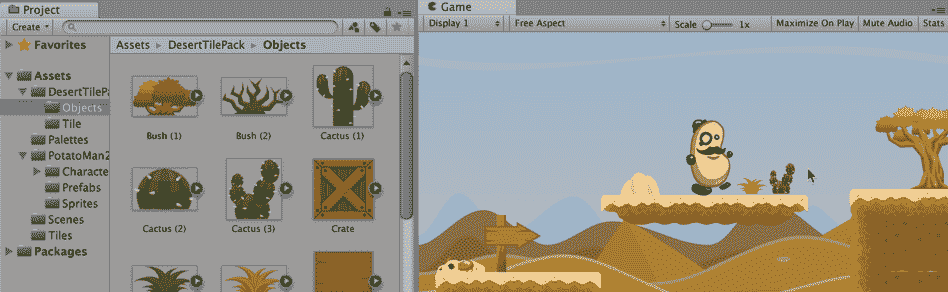 Project
Create
Favorites
Assets
DesertTilePa
Objects
Tile
Palettes
PotatoMan2
Characte
Prefabs
Sprites
Scenes
Tiles
Packages
Assets DesertTilePack Objects
Bush (1) Bush (2) Cactus (1)
Cactus (2) Cactus (3) Crate
Game
Display 1 Free Aspect Scale 1x Maximize On Play Mute Audio Stats